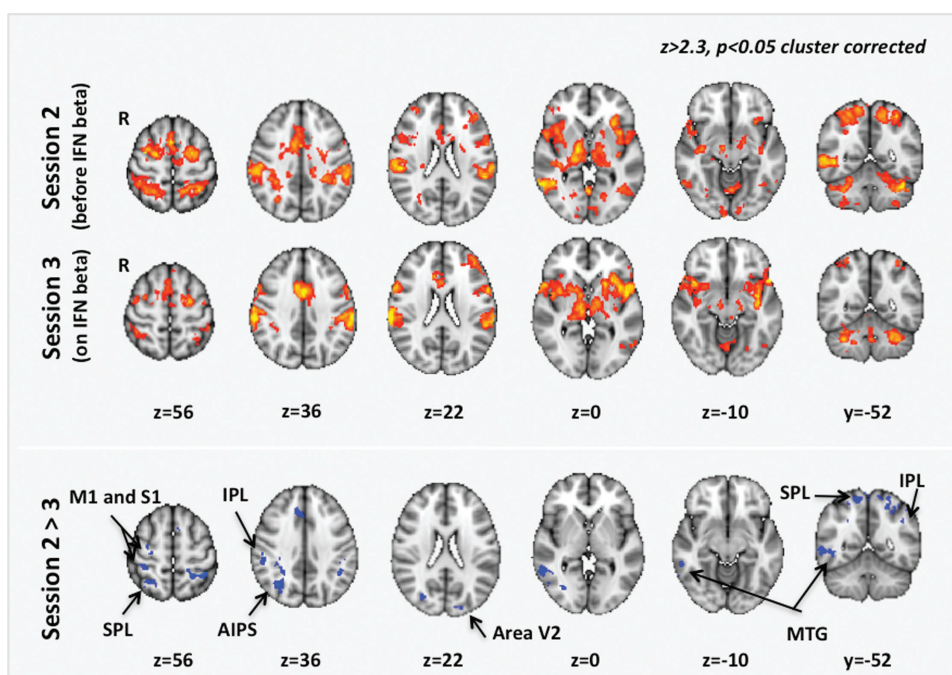 z>2.3, p<0.05 cluster corrected
Session 2
(before IFN beta)
R
Session 3
(on IFN beta)
R
z=56 z=36 z=22 z=0 z=-10 y=-52
Session 2 > 3
M1 and S1
IPL
SPL
IPL
SPL
AIPS
Area V2
MTG
z=56 z=36 z=22 z=0 z=-10 y=-52